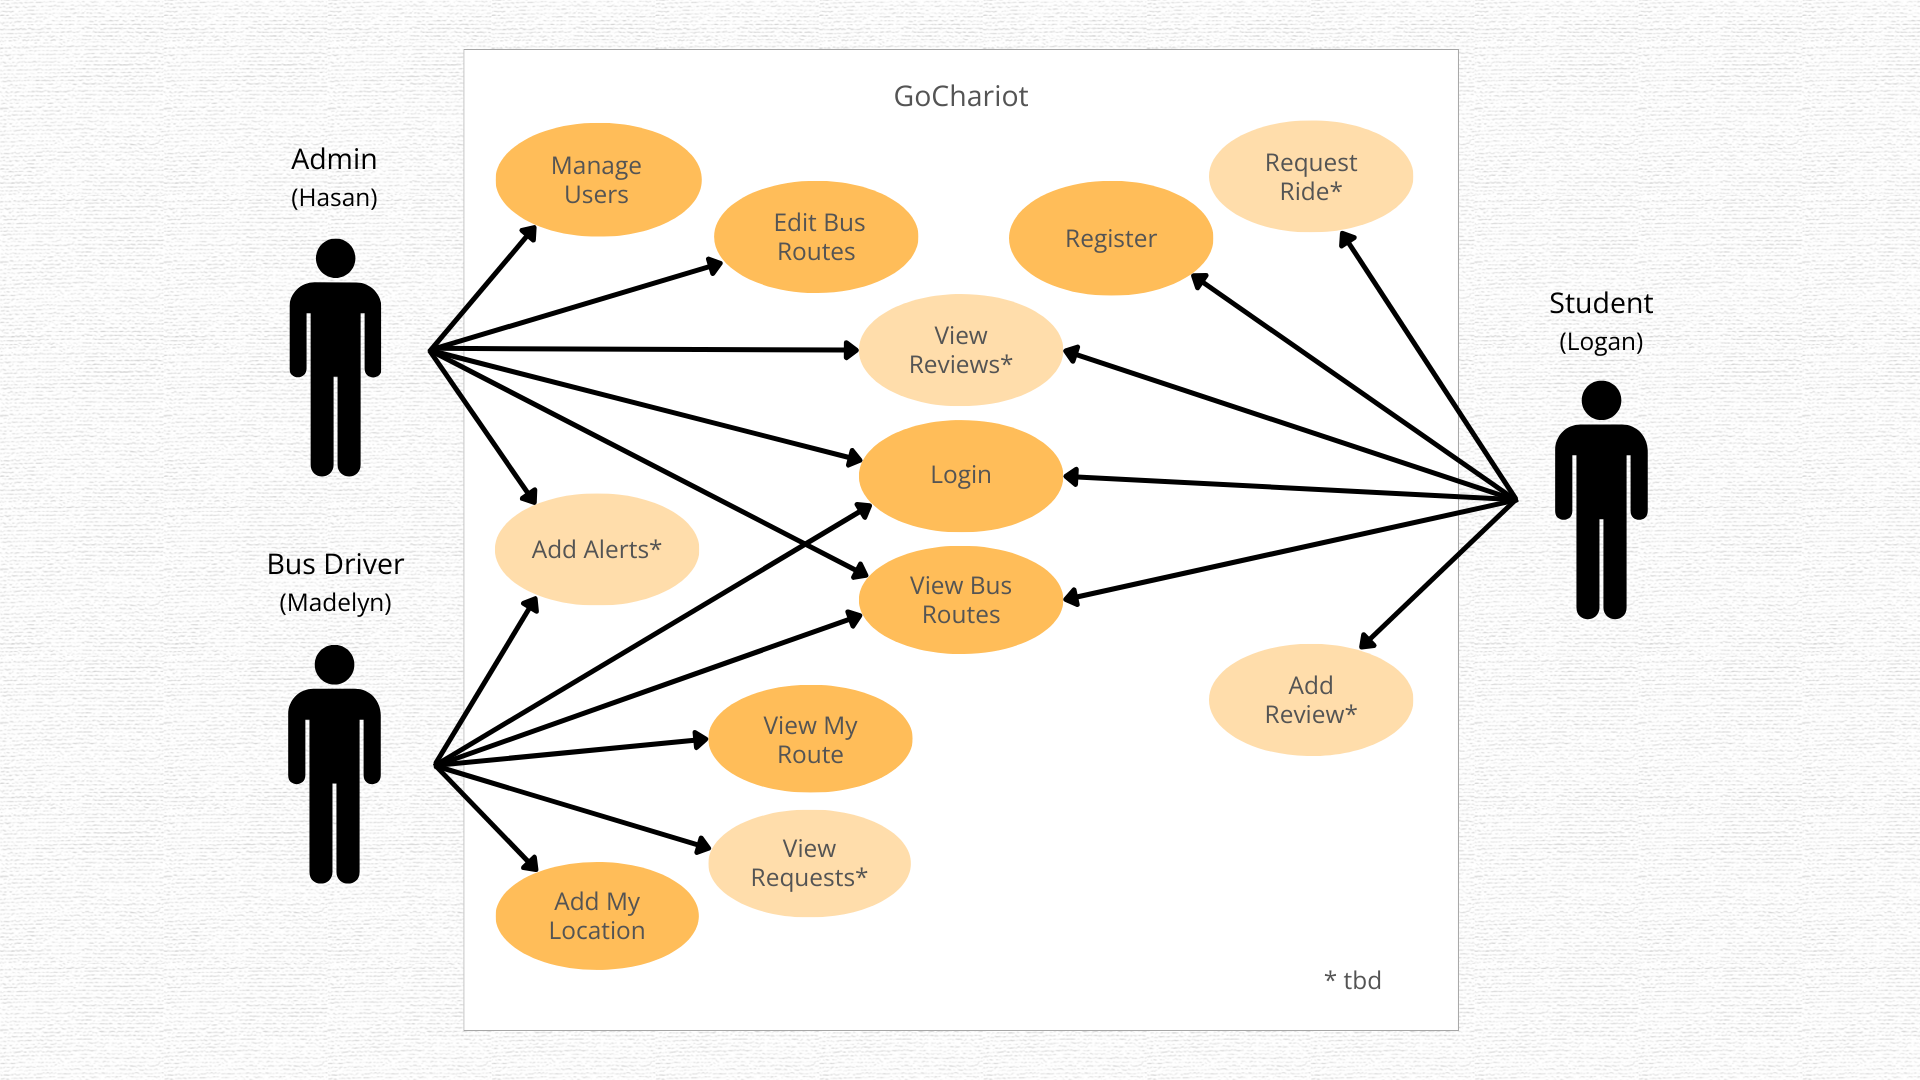 GoChariot
Admin
(Hasan)
Manage
Users
Edit Bus
Routes
Register
Request
Ride*
View
Reviews*
Student
(Logan)
Login
Add Alerts*
Bus Driver
(Madelyn)
View Bus
Routes
Add
Review*
View My
Route
View
Requests*
Add My
Location
* tbd